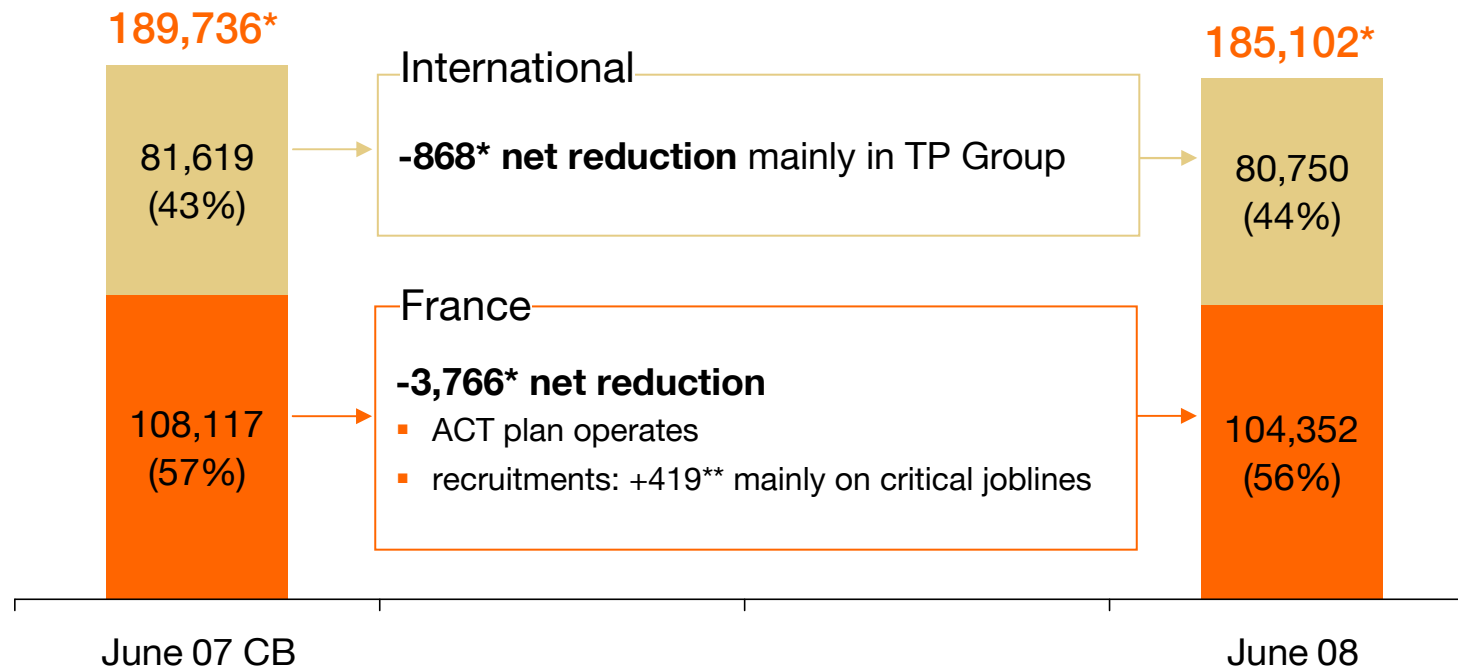 189,736*
185,102*
International
81,619
(43%)
-868* net reduction mainly in TP Group
80,750
(44%)
France
-3,766* net reduction
▪ ACT plan operates
▪ recruitments: +419** mainly on critical joblines
108,117
(57%)
104,352
(56%)
June 07 CB
June 08